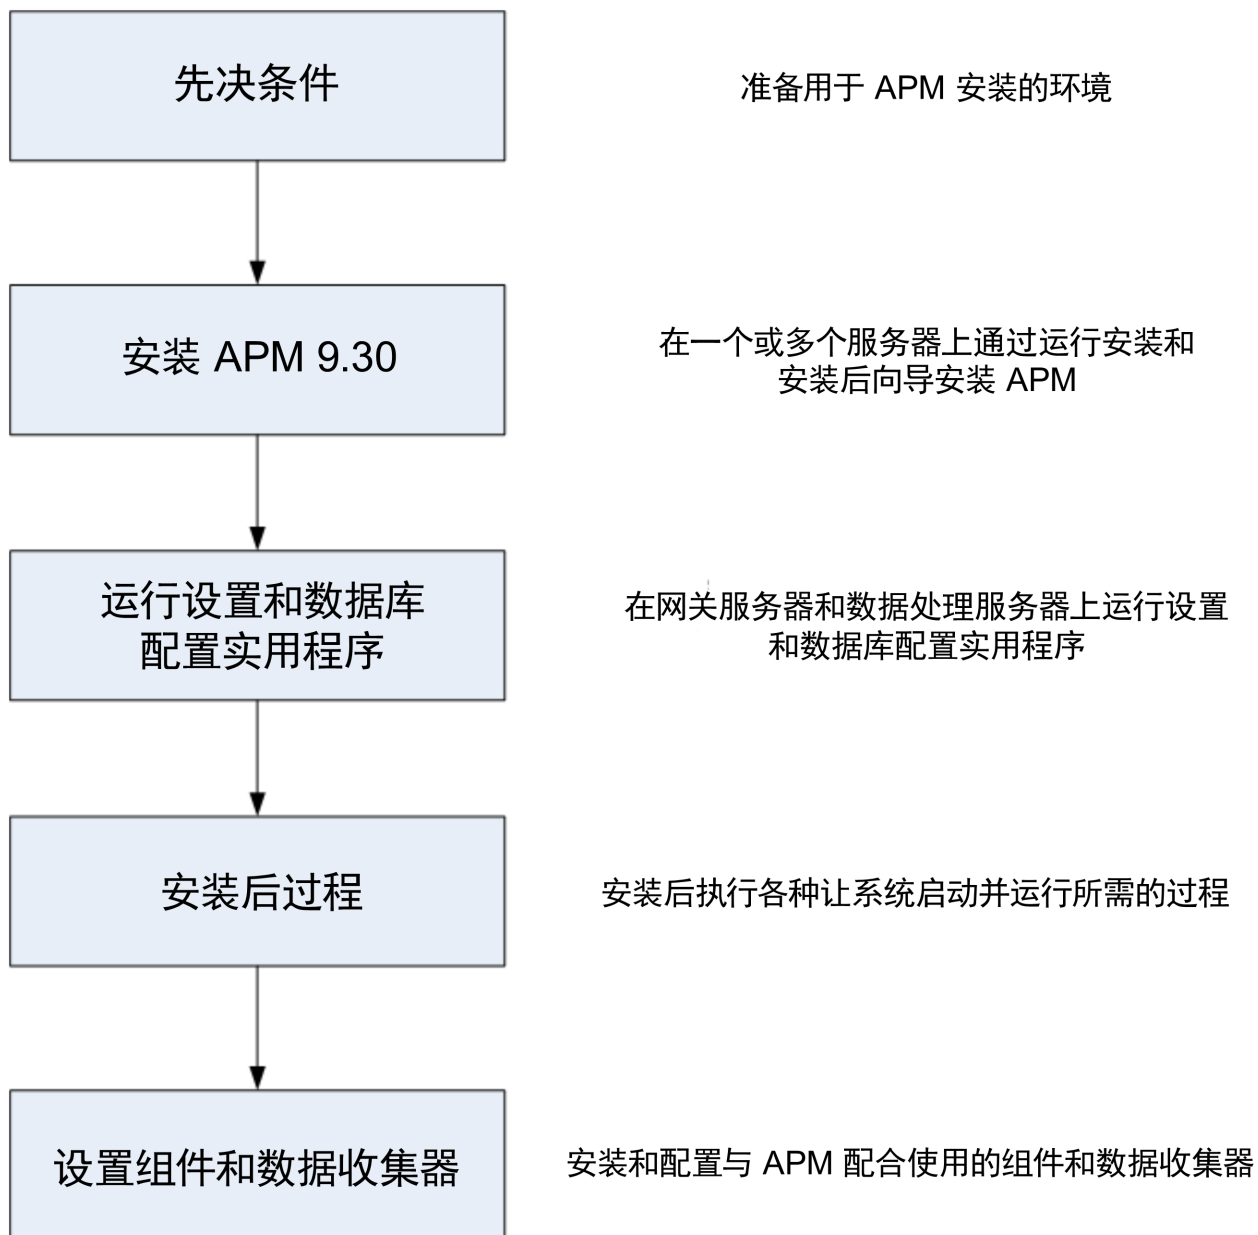 先决条件
准备用于 APM 安装的环境
安装 APM 9.30
在一个或多个服务器上通过运行安装和
安装后向导安装 APM
运行设置和数据库
配置实用程序
在网关服务器和数据处理服务器上运行设置
和数据库配置实用程序
安装后过程
安装后执行各种让系统启动并运行所需的过程
设置组件和数据收集器
安装和配置与 APM 配合使用的组件和数据收集器